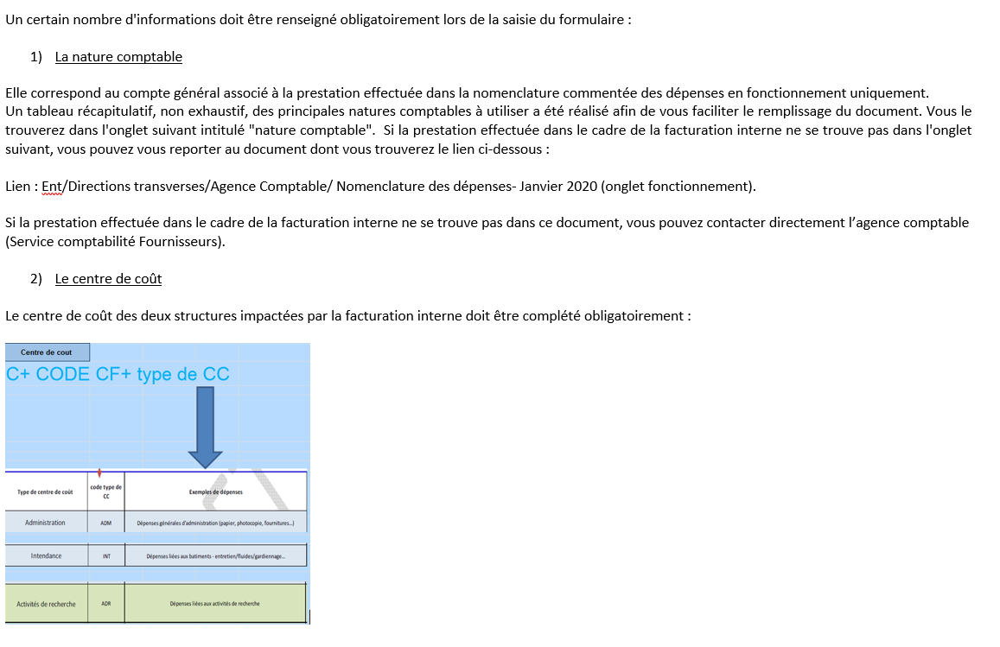 Un certain nombre d'informations doit être renseigné obligatoirement lors de la saisie du formulaire :
1) La nature comptable
Elle correspond au compte général associé à la prestation effectuée dans la nomenclature commentée des dépenses en fonctionnement uniquement.
Un tableau récapitulatif, non exhaustif, des principales natures comptables à utiliser a été réalisé afin de vous faciliter le remplissage du document. Vous le
trouverez dans l'onglet suivant intitulé "nature comptable". Si la prestation effectuée dans le cadre de la facturation interne ne se trouve pas dans l'onglet
suivant, vous pouvez vous reporter au document dont vous trouverez le lien ci-dessous :
Lien : Ent/Directions transverses/Agence Comptable/ Nomenclature des dépenses- Janvier 2020 (onglet fonctionnement).
Si la prestation effectuée dans le cadre de la facturation interne ne se trouve pas dans ce document, vous pouvez contacter directement l’agence comptable
(Service comptabilité Fournisseurs).
2) Le centre de coût
Le centre de coût des deux structures impactées par la facturation interne doit être complété obligatoirement :
Centre de cout
C+ CODE CF+ type de CC
Type de centre de coût
code type de
CC
Exemples de dépenses
Administration
ADM
Dépenses générales d'administration (papier, photocopie, fournitures...)
Intendance
INT
Dépenses liées aux batiments - entretien/fluides/gardiennage...
Activités de recherche
ADR
Dépenses liées aux activités de recherche